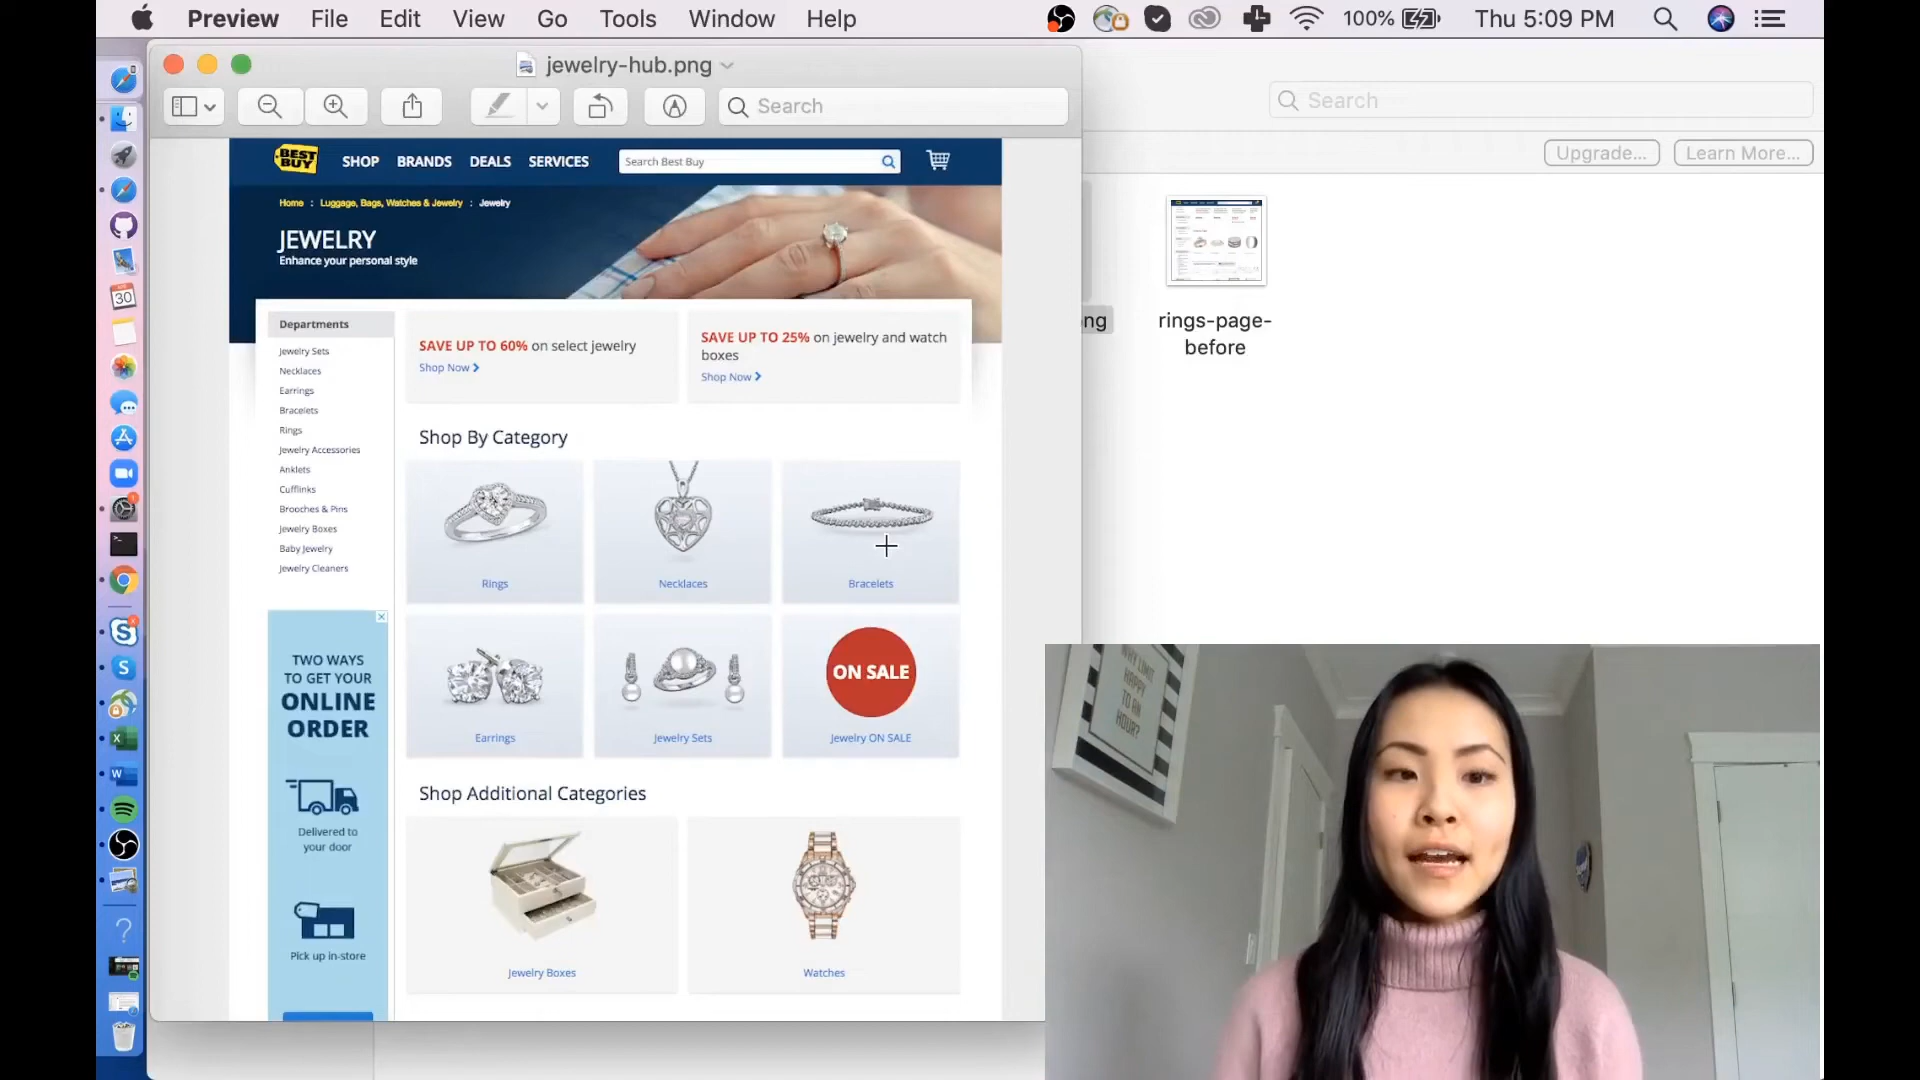 Preview File Edit View Go Tools Window Help 100% Thu 5:09 PM
jewelry-hub.png
Search
Search
Upgrade... Learn More...
BEST BUY SHOP BRANDS DEALS SERVICES Search Best Buy
Home : Luggage, Bags, Watches & Jewelry : Jewelry
JEWELRY
Enhance your personal style
Departments
Jewelry Sets
Necklaces
Earrings
Bracelets
Rings
Jewelry Accessories
Anklets
Cufflinks
Brooches & Pins
Jewelry Boxes
Baby Jewelry
Jewelry Cleaners
SAVE UP TO 60% on select jewelry
Shop Now
SAVE UP TO 25% on jewelry and watch
boxes
Shop Now
Shop By Category
Rings
Necklaces
Bracelets
Earrings
Jewelry Sets
ON SALE
Jewelry ON SALE
Shop Additional Categories
Jewelry Boxes
Watches
TWO WAYS
TO GET YOUR
ONLINE
ORDER
Delivered to
your door
Pick up in-store
ng
rings-page-
before
30
WHY LIMIT
HAPPY
TO AN
HOUR?